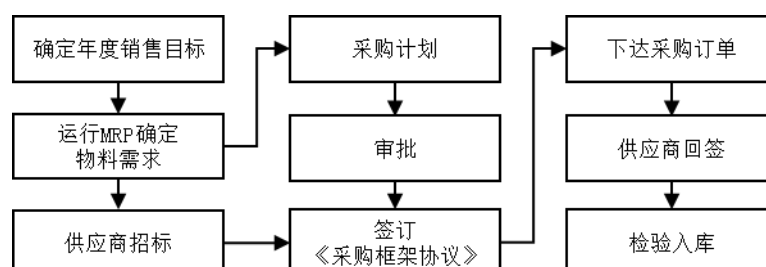 确定年度销售目标
运行MRP确定
物料需求
供应商招标
采购计划
审批
签订
《采购框架协议》
下达采购订单
供应商回签
检验入库